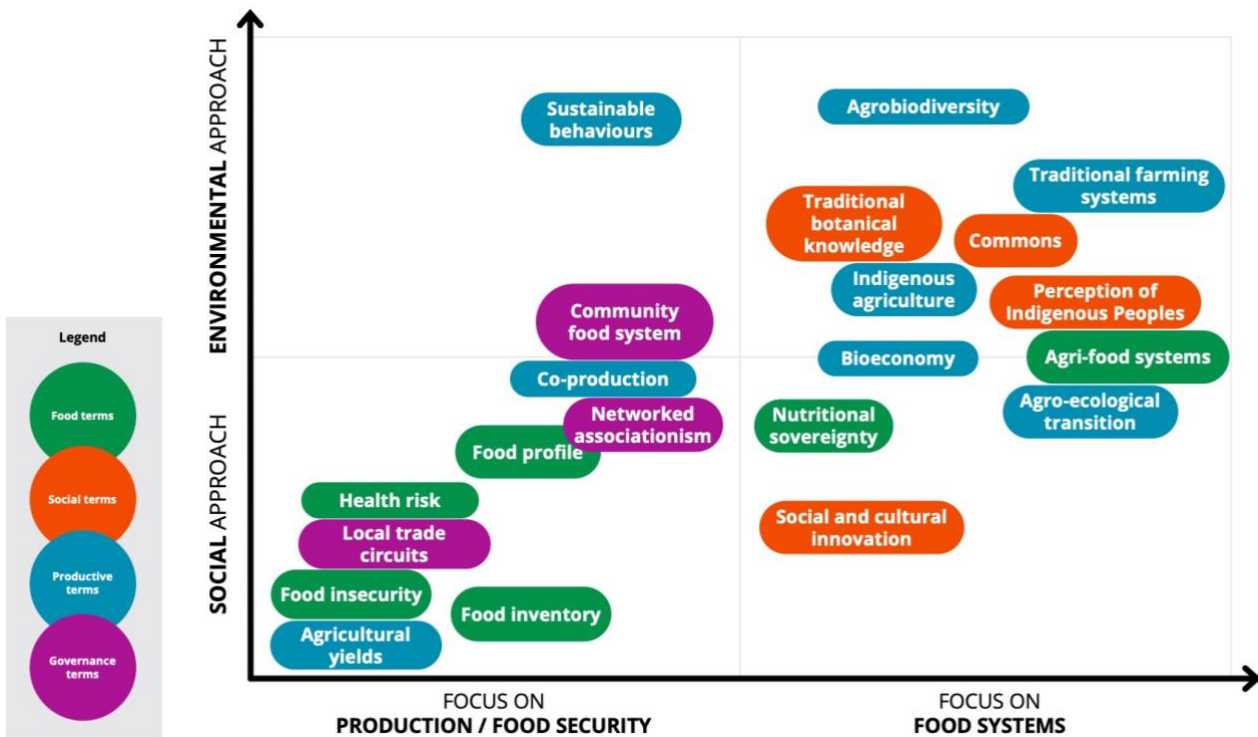 ENVIRONMENTAL APPROACH
SOCIAL APPROACH
Legend
Food terms
Social terms
Productive
terms
Governance
terms
Sustainable
behaviours
Agrobiodiversity
Traditional farming
systems
Traditional
botanical
knowledge
Commons
Indigenous
agriculture
Perception of
Indigenous Peoples
Community
food system
Bioeconomy
Agri-food systems
Co-production
Networked
associationism
Agro-ecological
transition
Nutritional
sovereignty
Food profile
Health risk
Local trade
circuits
Social and cultural
innovation
Food insecurity
Food inventory
Agricultural
yields
FOCUS ON
PRODUCTION / FOOD SECURITY
FOCUS ON
FOOD SYSTEMS